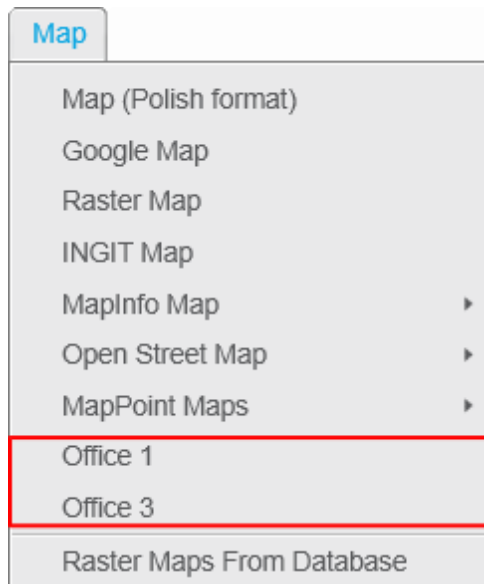 Map
Map (Polish format)
Google Map
Raster Map
INGIT Map
MapInfo Map
Open Street Map
MapPoint Maps
Office 1
Office 3
Raster Maps From Database